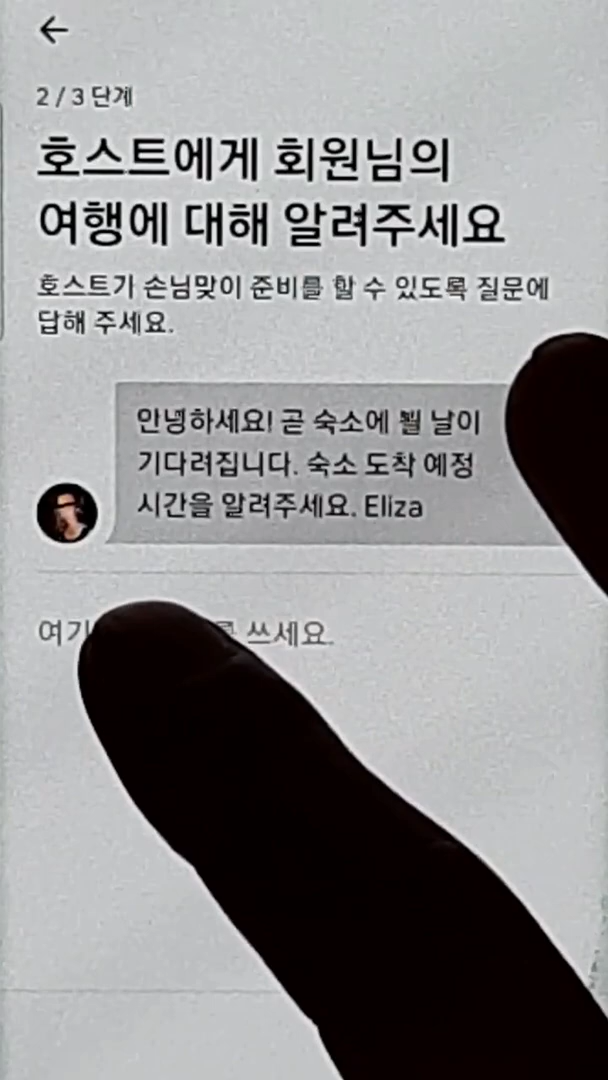 2 / 3 단계
호스트에게 회원님의
여행에 대해 알려주세요
호스트가 손님맞이 준비를 할 수 있도록 질문에
답해 주세요.
안녕하세요! 곧 숙소에 뵐 날이
기다려집니다. 숙소 도착 예정
시간을 알려주세요. Eliza
쓰세요.